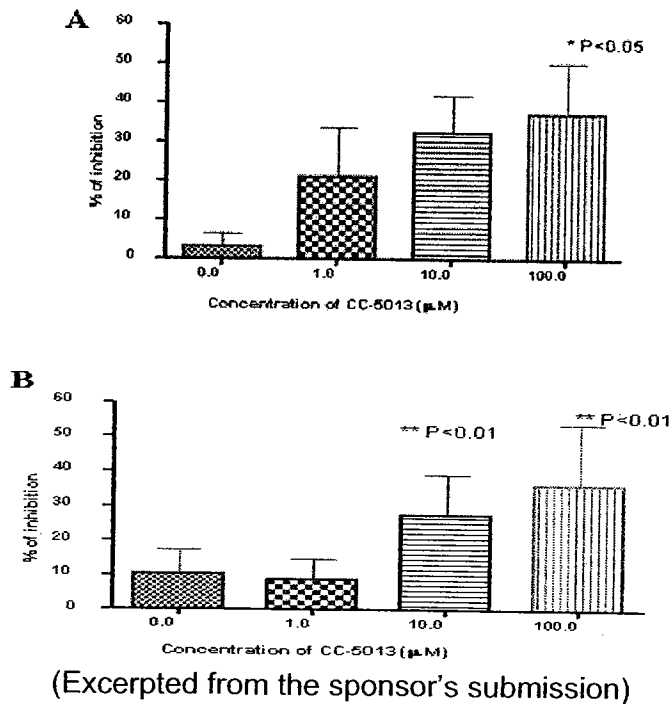 A
60
50
40
30
20
10
0
% of inhibition
* P<0.05
0.0 1.0 10.0 100.0
Concentration of CC-5013 (μM)
B
60
50
40
30
20
10
0
% of inhibition
** P<0.01 ** P<0.01
0.0 1.0 10.0 100.0
Concentration of CC-5013 (μM)
(Excerpted from the sponsor's submission)